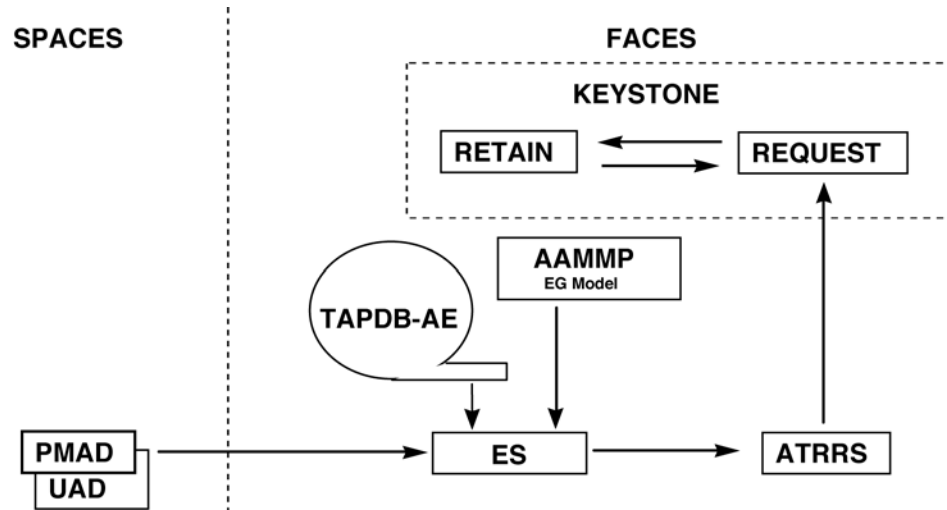 SPACES
FACES
KEYSTONE
RETAIN
REQUEST
AAMMP
EG Model
TAPDB-AE
PMAD
UAD
ES
ATRRS